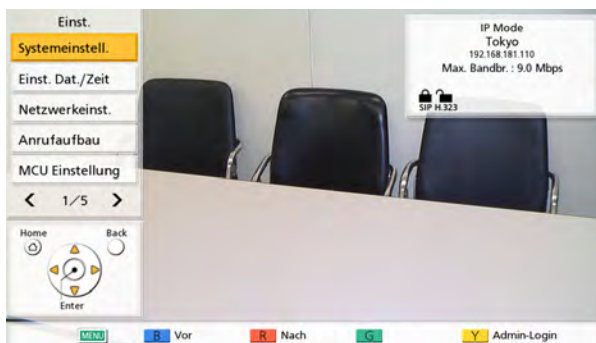 Einst.
Systemeinstell.
Einst. Dat./Zeit
Netzwerkeinst.
Anrufaufbau
MCU Einstellung
1/5
IP Mode
Tokyo
192.168.181.110
Max. Bandbr. : 9.0 Mbps
SIP H.323
Home
Back
Enter
MENU
B Vor
R Nach
G
Y Admin-Login